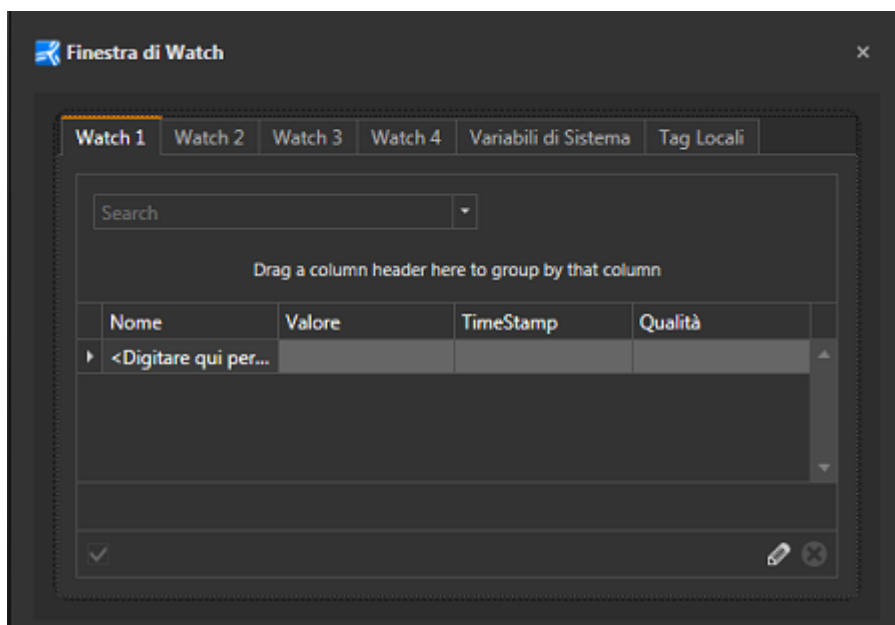 Finestra di Watch
Watch 1 Watch 2 Watch 3 Watch 4 Variabili di Sistema Tag Locali
Search
Drag a column header here to group by that column
Nome Valore TimeStamp Qualità
<Digitare qui per...